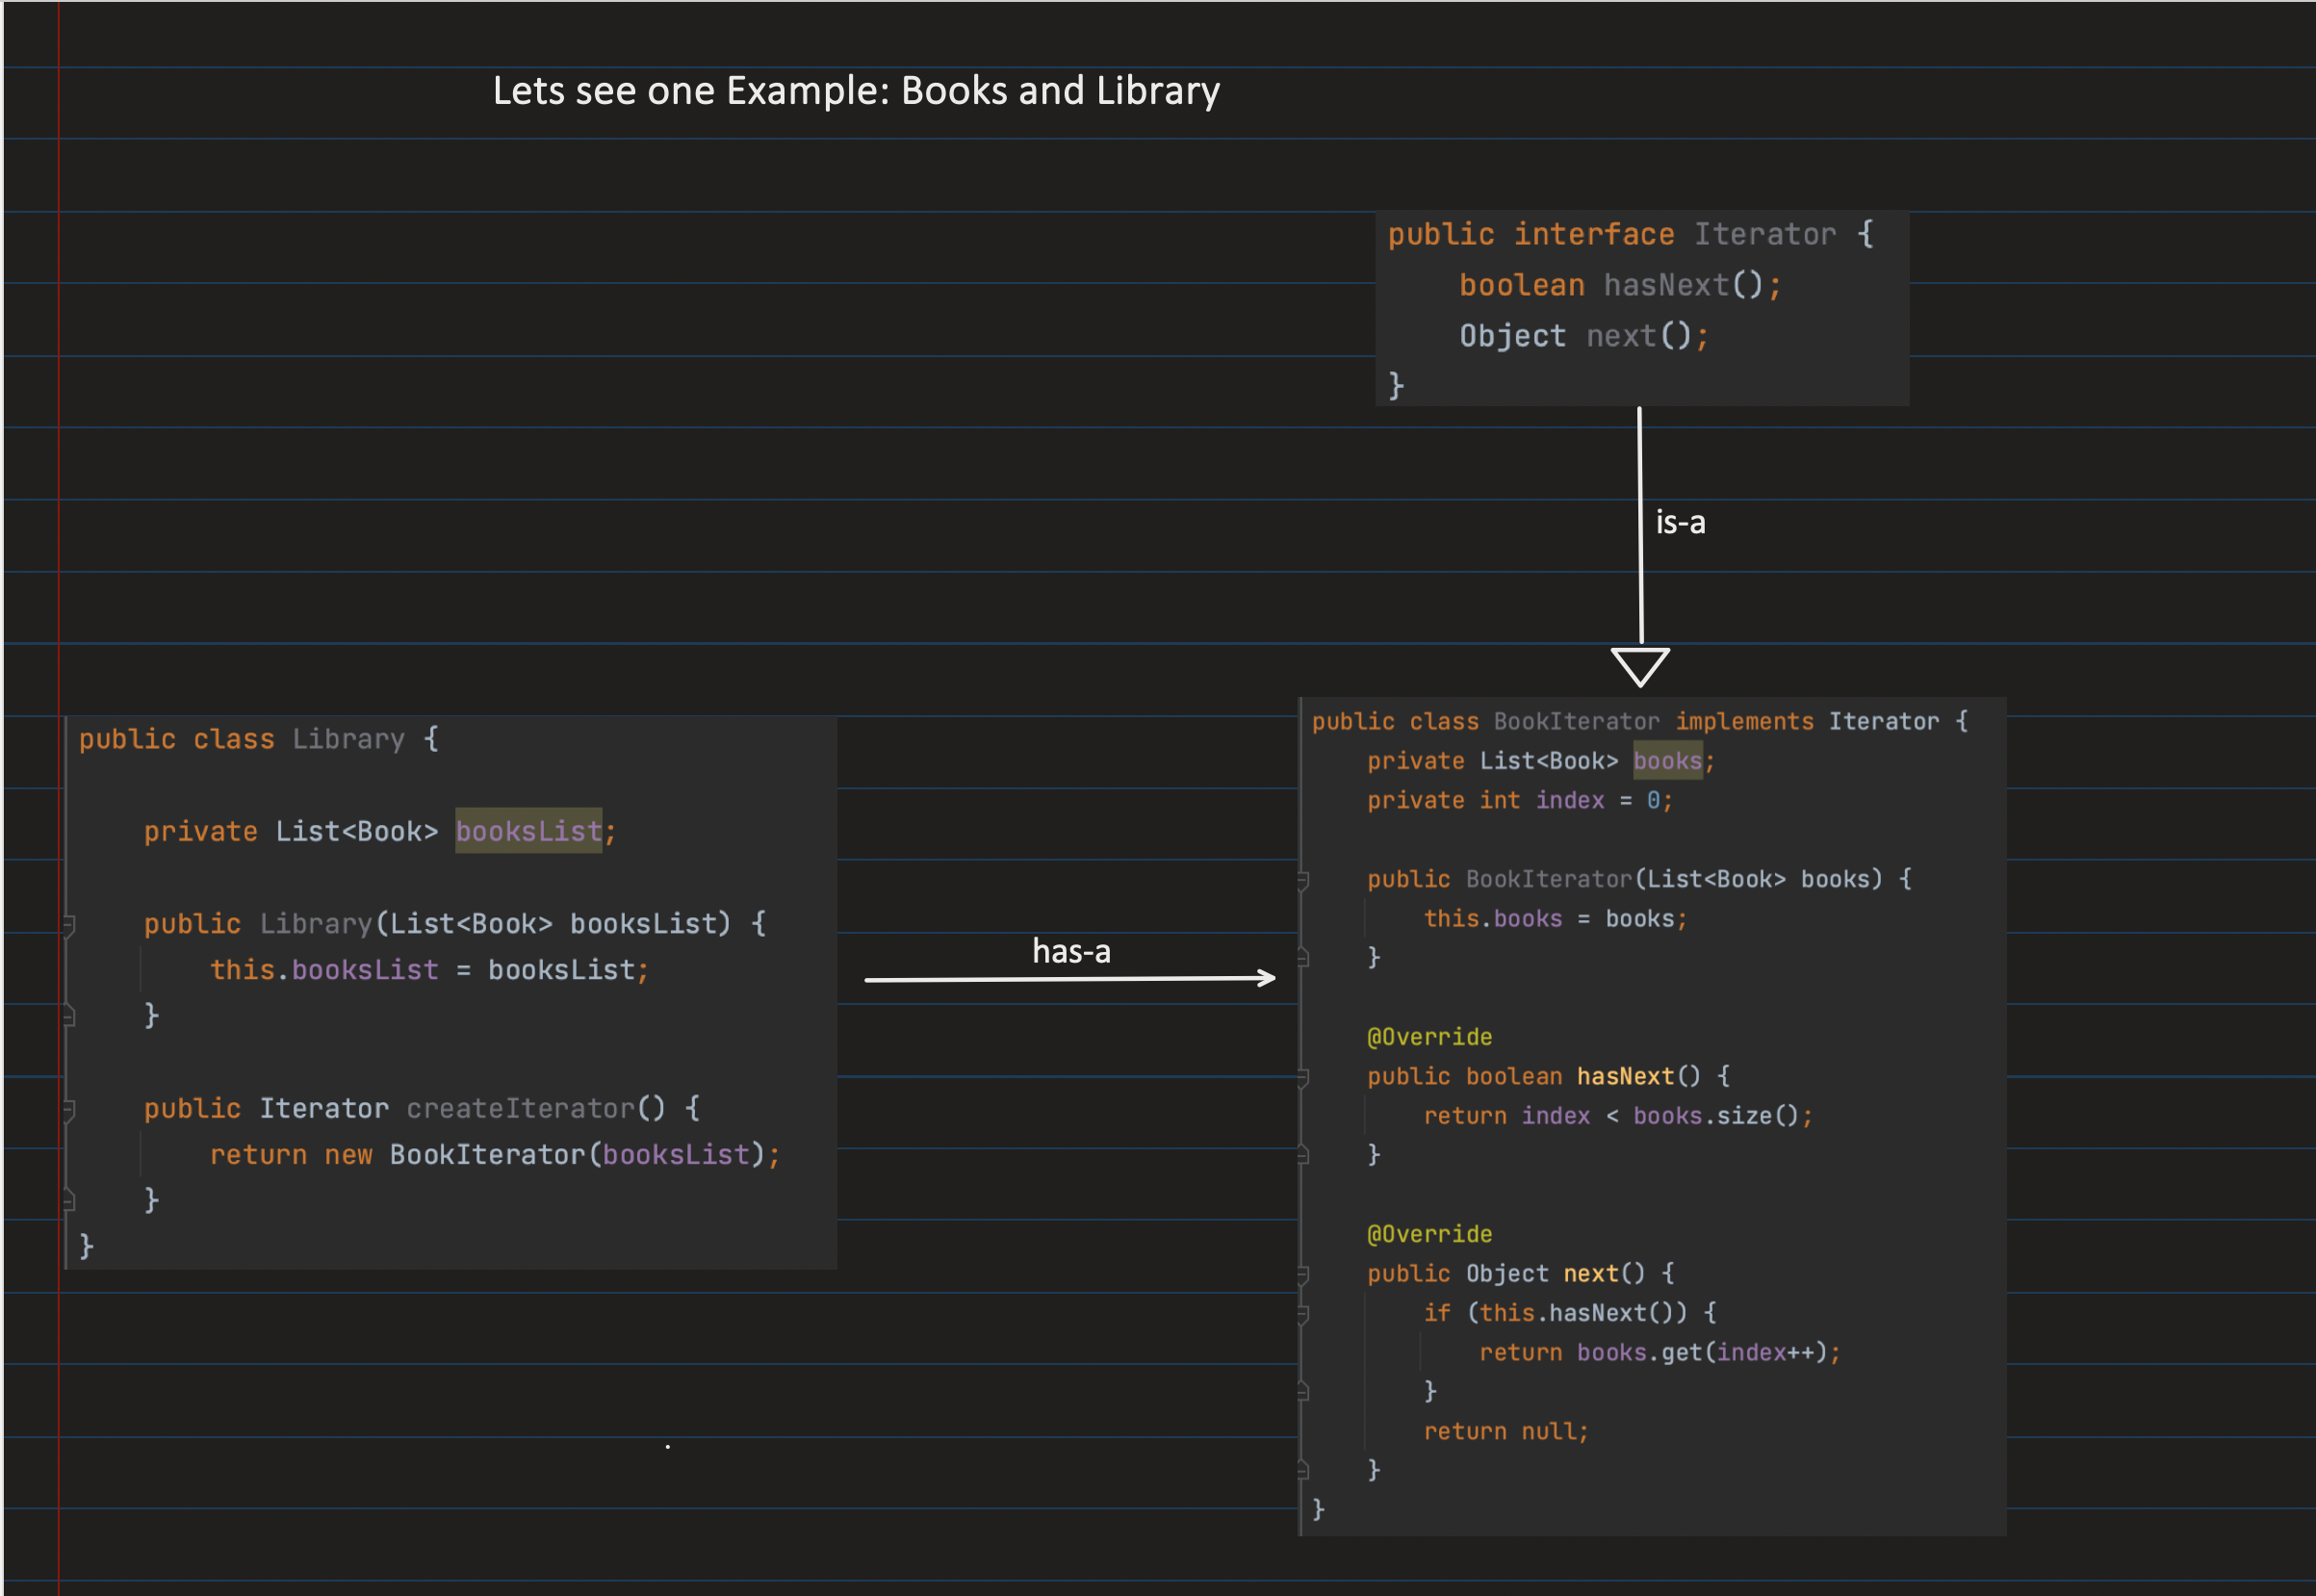 Lets see one Example: Books and Library
public interface Iterator {
    boolean hasNext();
    Object next();
}
is-a
public class Library {
    private List<Book> booksList;
    public Library(List<Book> booksList) {
        this.booksList = booksList;
    }
    public Iterator createIterator() {
        return new BookIterator(booksList);
    }
}
has-a
public class BookIterator implements Iterator {
    private List<Book> books;
    private int index = 0;
    public BookIterator(List<Book> books) {
        this.books = books;
    }
    @Override
    public boolean hasNext() {
        return index < books.size();
    }
    @Override
    public Object next() {
        if (this.hasNext()) {
            return books.get(index++);
        }
        return null;
    }
}